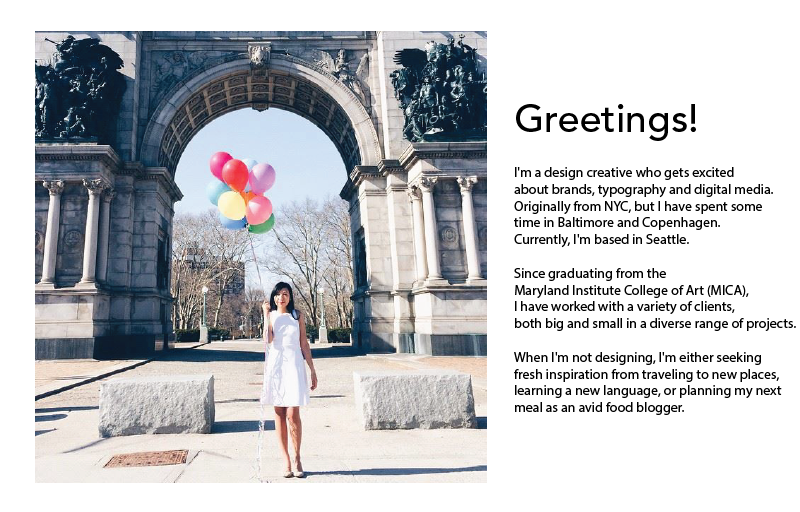 Greetings!
I'm a design creative who gets excited
about brands, typography and digital media.
Originally from NYC, but I have spent some
time in Baltimore and Copenhagen.
Currently, I'm based in Seattle.
Since graduating from the
Maryland Institute College of Art (MICA),
I have worked with a variety of clients,
both big and small in a diverse range of projects.
When I'm not designing, I'm either seeking
fresh inspiration from traveling to new places,
learning a new language, or planning my next
meal as an avid food blogger.